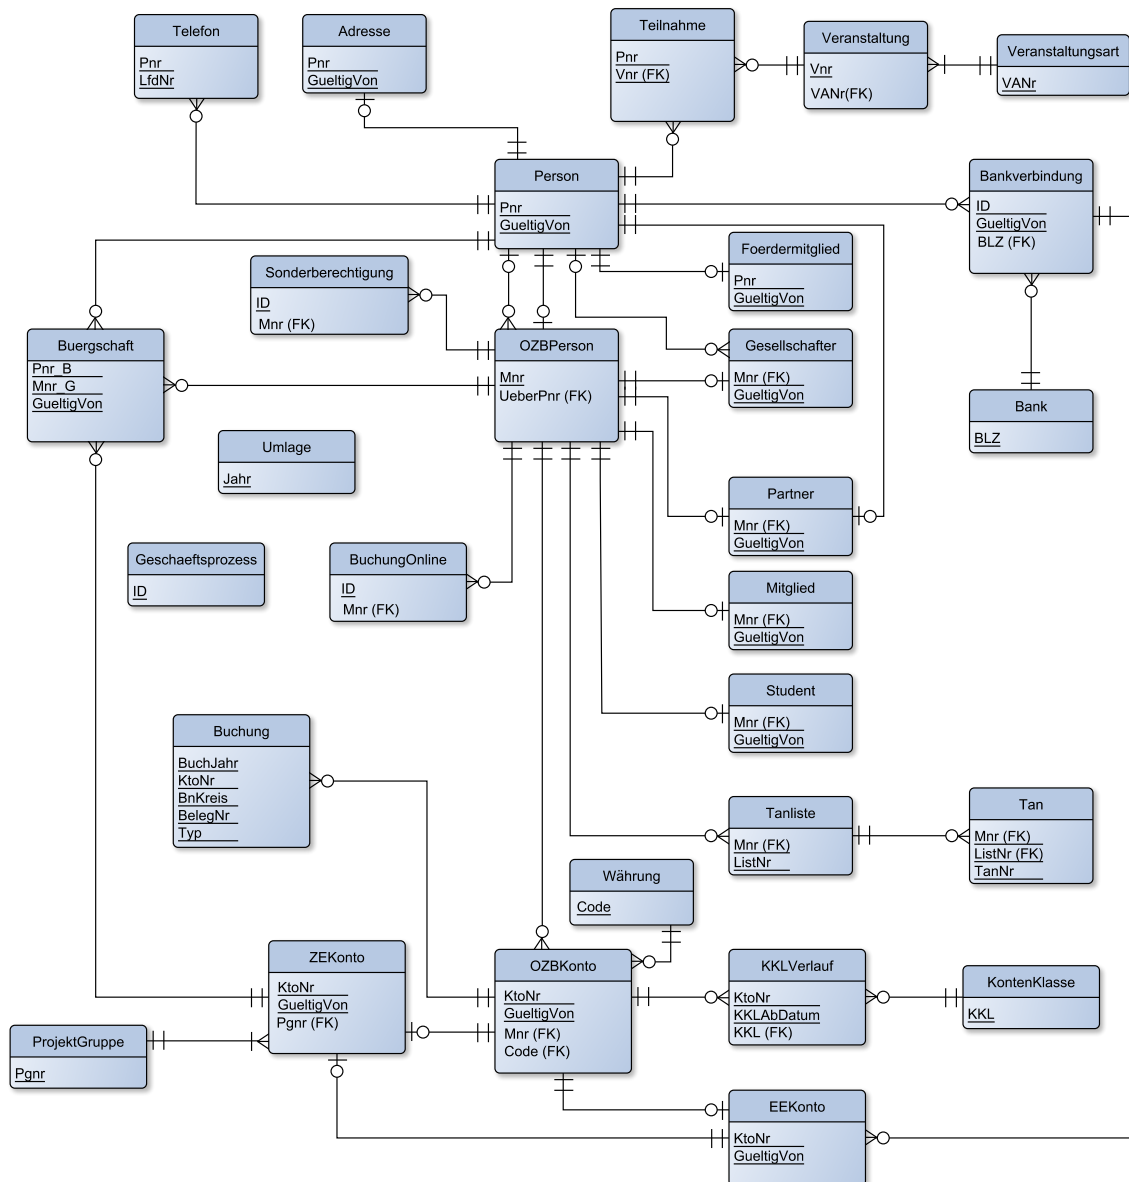 Telefon
Pnr
LfdNr
Adresse
Pnr
GueltigVon
Teilnahme
Pnr
Vnr (FK)
Veranstaltung
Vnr
VANr(FK)
Veranstaltungsart
VANr
Person
Pnr
GueltigVon
Bankverbindung
ID
GueltigVon
BLZ (FK)
Sonderberechtigung
ID
Mnr (FK)
Foerdermitglied
Pnr
GueltigVon
Buergschaft
Pnr_B
Mnr_G
GueltigVon
OZBPerson
Mnr
UeberPnr (FK)
Gesellschafter
Mnr (FK)
GueltigVon
Bank
BLZ
Umlage
Jahr
Partner
Mnr (FK)
GueltigVon
Geschaeftsprozess
ID
BuchungOnline
ID
Mnr (FK)
Mitglied
Mnr (FK)
GueltigVon
Student
Mnr (FK)
GueltigVon
Buchung
BuchJahr
KtoNr
BnKreis
BelegNr
Typ
Tanliste
Mnr (FK)
ListNr
Tan
Mnr (FK)
ListNr (FK)
TanNr
Währung
Code
ZEKonto
KtoNr
GueltigVon
Pgnr (FK)
OZBKonto
KtoNr
GueltigVon
Mnr (FK)
Code (FK)
KKLVerlauf
KtoNr
KKLAbDatum
KKL (FK)
KontenKlasse
KKL
ProjektGruppe
Pgnr
EEKonto
KtoNr
GueltigVon